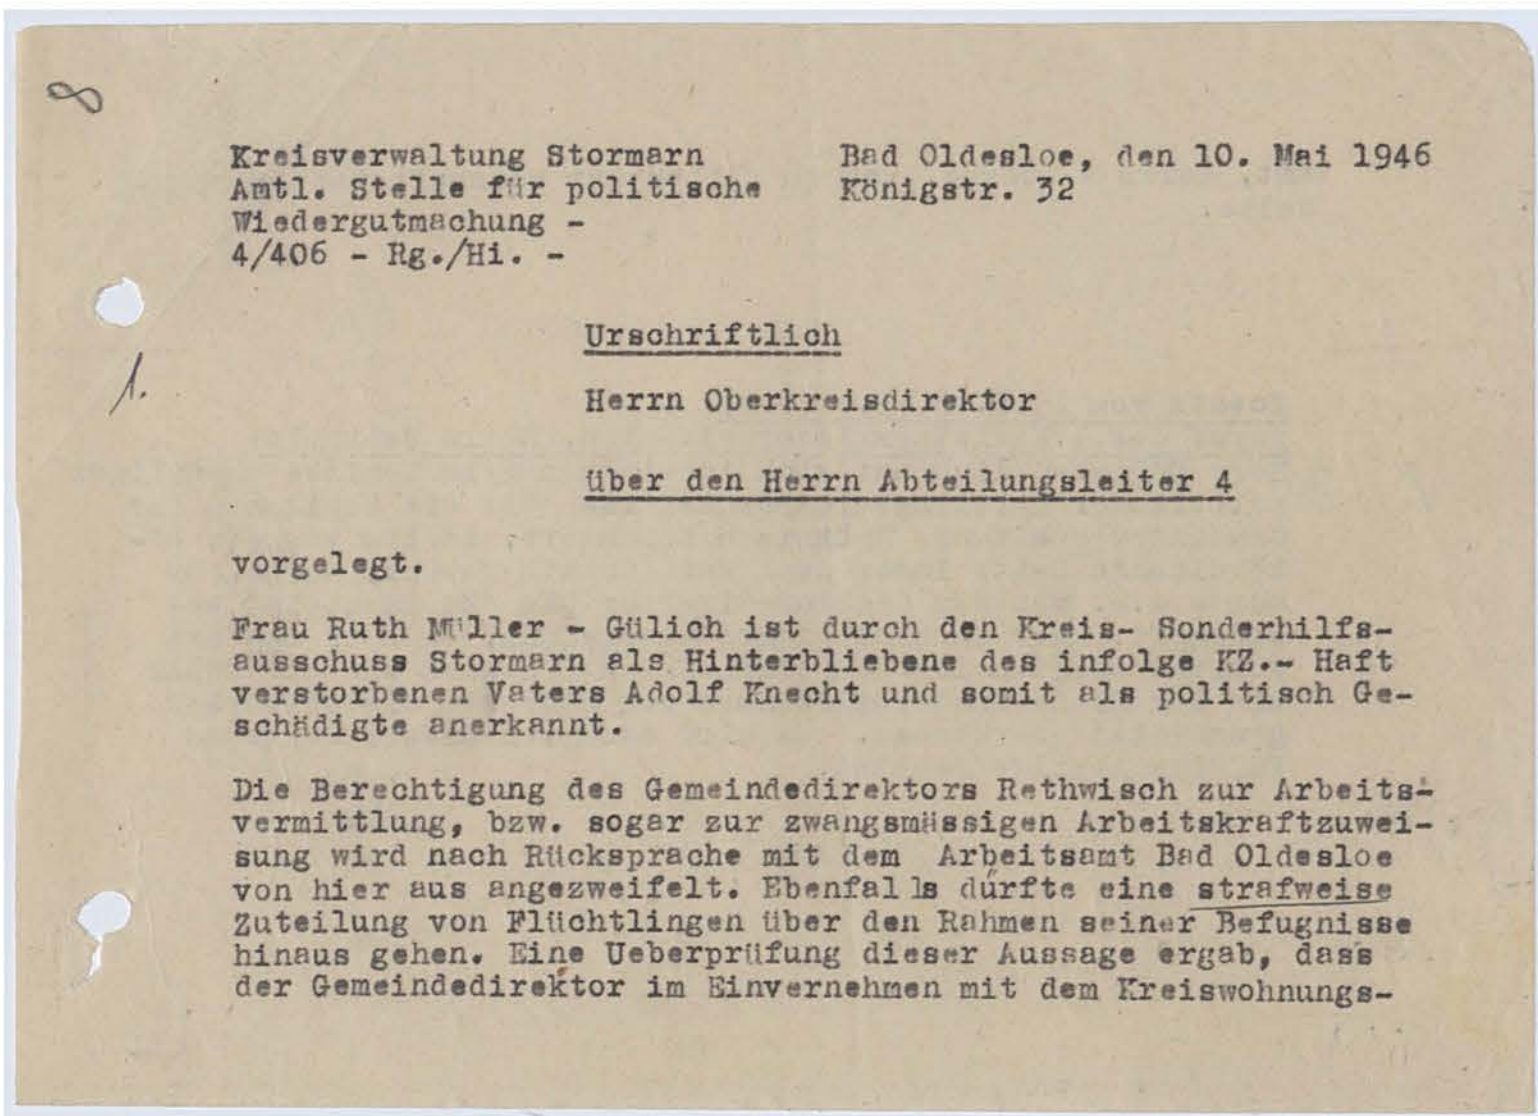 8
Kreisverwaltung Stormarn
Amtl. Stelle für politische
Wiedergutmachung -
4/406 - Rg./Hi. -
Bad Oldesloe, den 10. Mai 1946
Königstr. 32
1.
Urschriftlich
Herrn Oberkreisdirektor
über den Herrn Abteilungsleiter 4
vorgelegt.
Frau Ruth Müller - Gülich ist durch den Kreis- Sonderhilfs-
ausschuss Stormarn als Hinterbliebene des infolge KZ.- Haft
verstorbenen Vaters Adolf Knecht und somit als politisch Ge-
schädigte anerkannt.
Die Berechtigung des Gemeindedirektors Rethwisch zur Arbeits-
vermittlung, bzw. sogar zur zwangsmässigen Arbeitskraftzuwei-
sung wird nach Rücksprache mit dem Arbeitsamt Bad Oldesloe
von hier aus angezweifelt. Ebenfalls dürfte eine strafweise
Zuteilung von Flüchtlingen über den Rahmen seiner Befugnisse
hinaus gehen. Eine Ueberprüfung dieser Aussage ergab, dass
der Gemeindedirektor im Einvernehmen mit dem Kreiswohnungs-